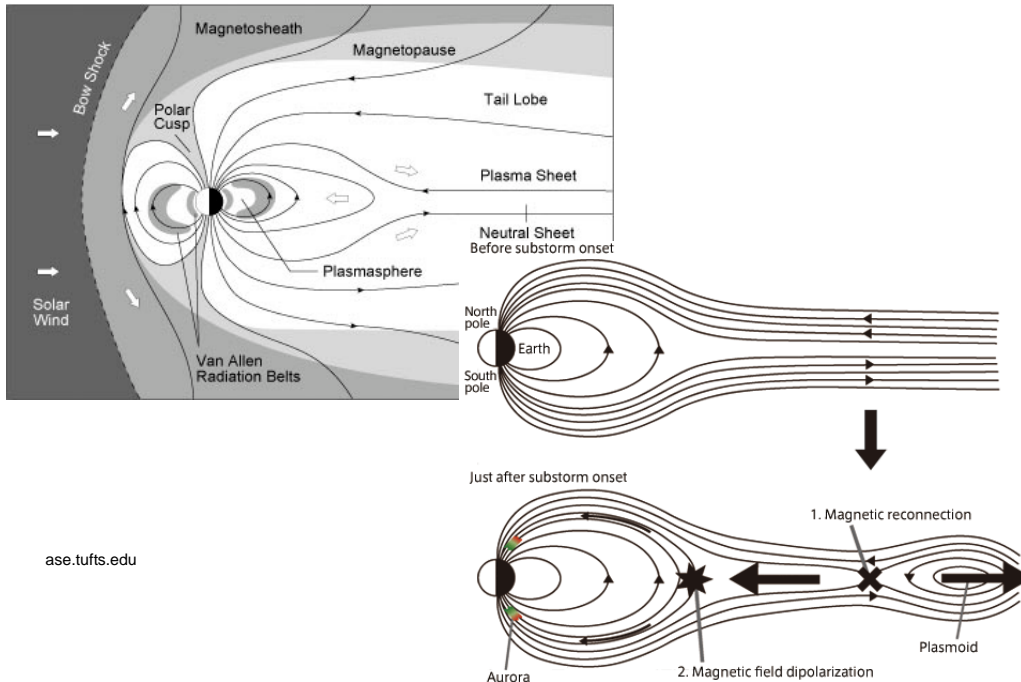 Magnetosheath
Magnetopause
Bow Shock
Polar
Cusp
Tail Lobe
Plasma Sheet
Neutral Sheet
Plasmasphere
Solar
Wind
Van Allen
Radiation Belts
Before substorm onset
North
pole
Earth
South
pole
Just after substorm onset
1. Magnetic reconnection
ase.tufts.edu
Plasmoid
2. Magnetic field dipolarization
Aurora